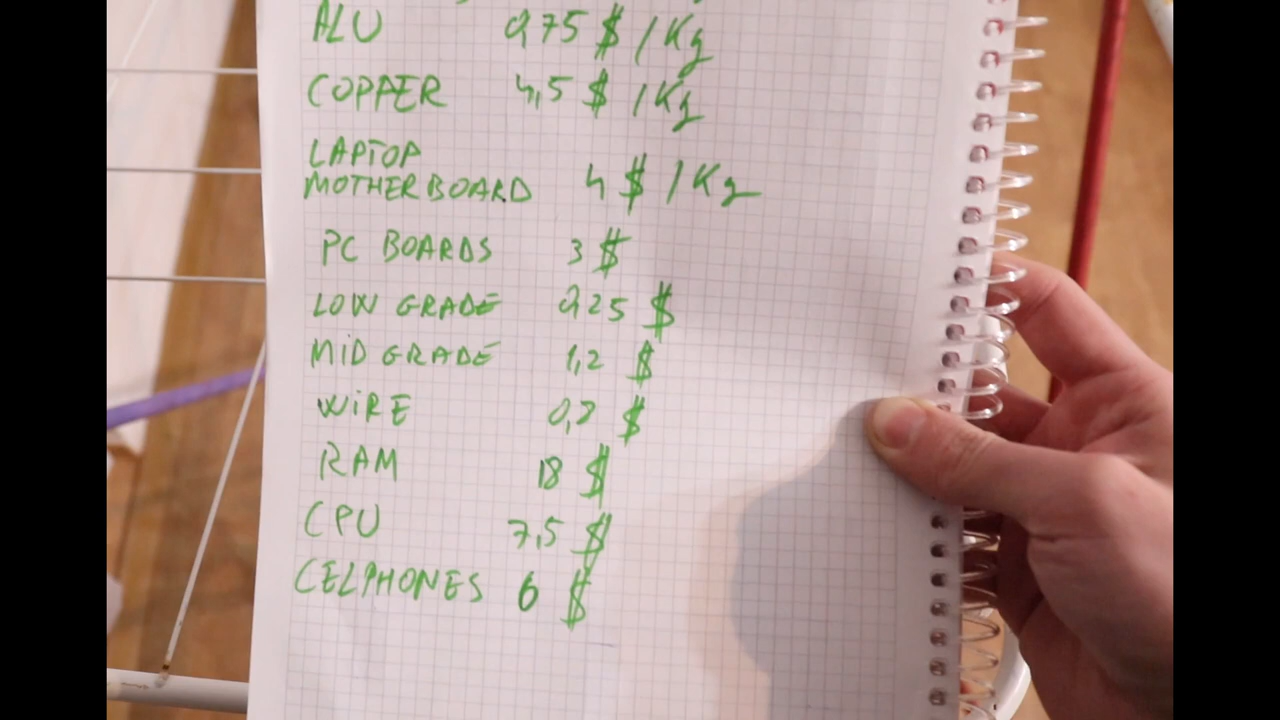 ALU 0,75 $ /Kg
COPPER 4,5 $ /Kg
LAPTOP
MOTHERBOARD 4 $ /Kg
PC BOARDS 3 $
LOW GRADE 0,25 $
MID GRADE 1,2 $
WIRE 0,7 $
RAM 18 $
CPU 7,5 $
CELPHONES 6 $